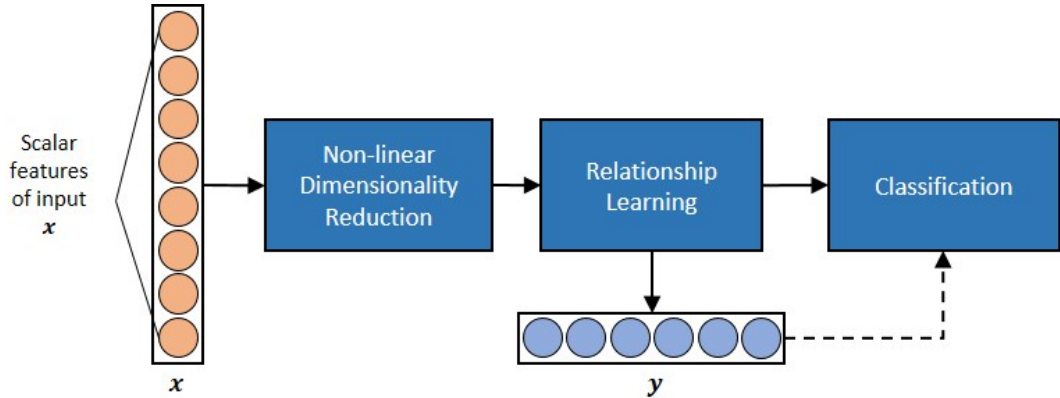 Scalar
features
of input
x
x
Non-linear
Dimensionality
Reduction
Relationship
Learning
Classification
y